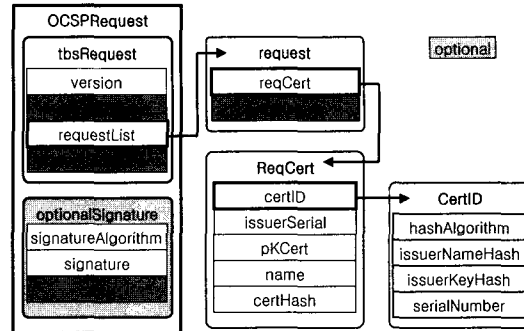 OCSPRequest
tbsRequest
version
requestList
optionalSignature
signatureAlgorithm
signature
request
reqCert
optional
ReqCert
certID
issuerSerial
pKCert
name
certHash
CertID
hashAlgorithm
issuerNameHash
issuerKeyHash
serialNumber